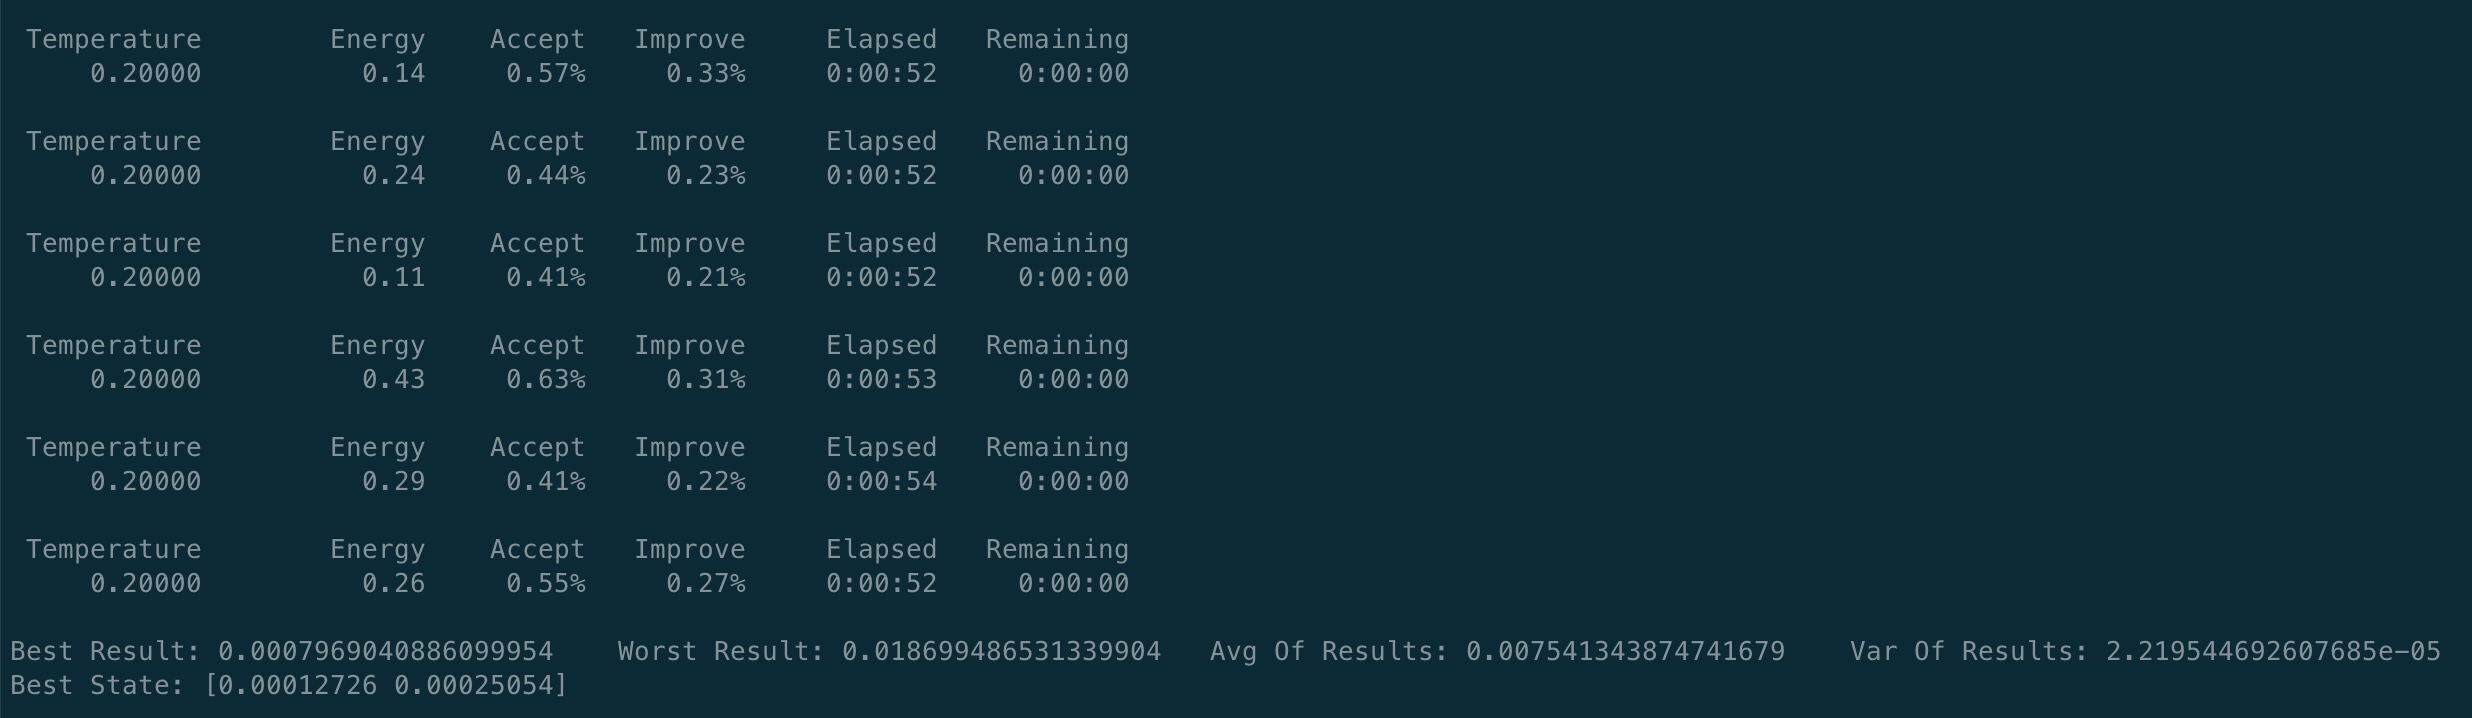 Temperature Energy Accept Improve Elapsed Remaining
0.20000 0.14 0.57% 0.33% 0:00:52 0:00:00
Temperature Energy Accept Improve Elapsed Remaining
0.20000 0.24 0.44% 0.23% 0:00:52 0:00:00
Temperature Energy Accept Improve Elapsed Remaining
0.20000 0.11 0.41% 0.21% 0:00:52 0:00:00
Temperature Energy Accept Improve Elapsed Remaining
0.20000 0.43 0.63% 0.31% 0:00:53 0:00:00
Temperature Energy Accept Improve Elapsed Remaining
0.20000 0.29 0.41% 0.22% 0:00:54 0:00:00
Temperature Energy Accept Improve Elapsed Remaining
0.20000 0.26 0.55% 0.27% 0:00:52 0:00:00
Best Result: 0.0007969040886099954 Worst Result: 0.018699486531339904 Avg Of Results: 0.007541343874741679 Var Of Results: 2.219544692607685e-05
Best State: [0.00012726 0.00025054]